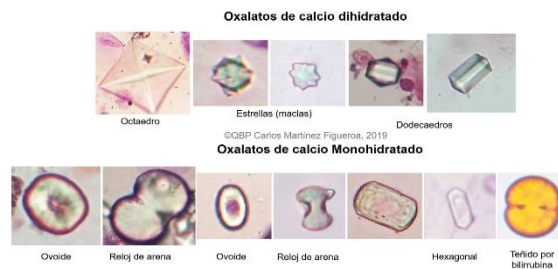 Oxalatos de calcio dihidratado
Octaedro
Estrellas (maclas)
Dodecaedros
©QBP Carlos Martínez Figueroa, 2019
Oxalatos de calcio Monohidratado
Ovoide
Reloj de arena
Ovoide
Reloj de arena
Hexagonal
Teñido por
bilirrubina